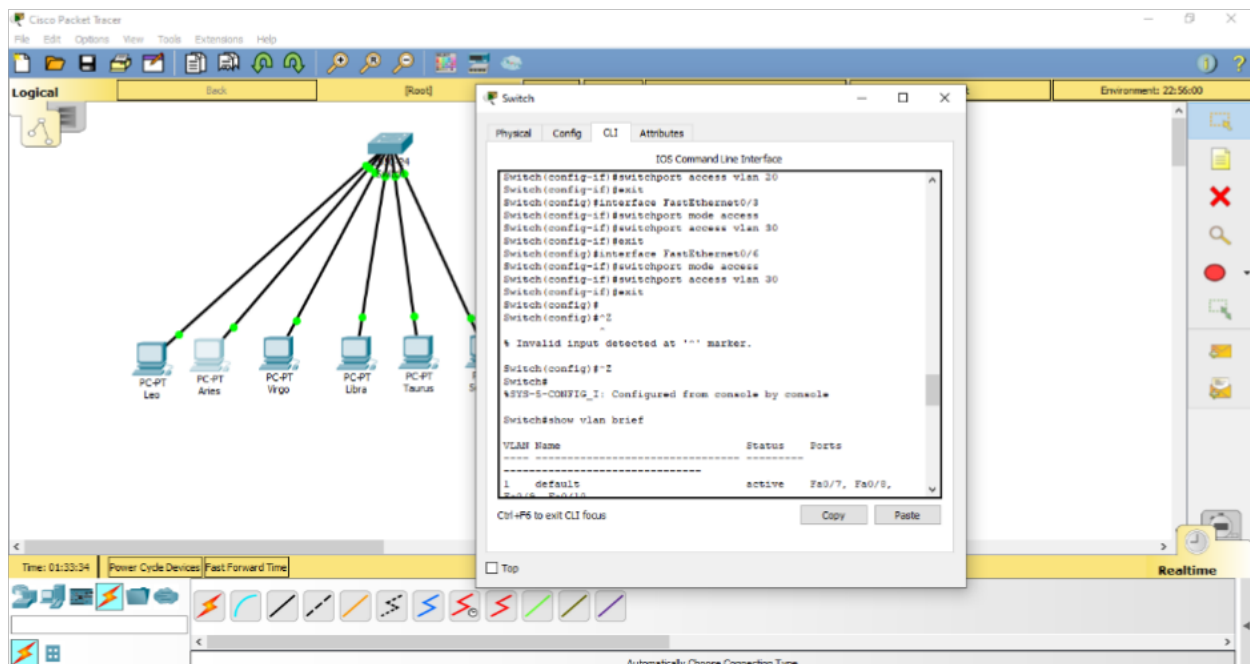 Cisco Packet Tracer
File Edit Options View Tools Extensions Help
Logical
Back
[Root]
Environment: 22:56:00
Switch
Physical Config CLI Attributes
IOS Command Line Interface
Switch(config-if)#switchport access vlan 20
Switch(config-if)#exit
Switch(config)#interface FastEthernet0/3
Switch(config-if)#switchport mode access
Switch(config-if)#switchport access vlan 30
Switch(config-if)#exit
Switch(config)#interface FastEthernet0/6
Switch(config-if)#switchport mode access
Switch(config-if)#switchport access vlan 30
Switch(config-if)#exit
Switch(config)#
Switch(config)#^Z
^
% Invalid input detected at '^' marker.
Switch(config)#^Z
Switch#
%SYS-5-CONFIG_I: Configured from console by console
Switch#show vlan brief
VLAN Name Status Ports
---- -------------------------------- ---------
-------------------------------
1 default active Fa0/7, Fa0/8,
Fa0/9, Fa0/10
Ctrl+F6 to exit CLI focus
Copy
Paste
Top
PC-PT
Leo
PC-PT
Aries
PC-PT
Virgo
PC-PT
Libra
PC-PT
Taurus
Time: 01:33:34
Power Cycle Devices
Fast Forward Time
Realtime
Automatically Choose Connection Type